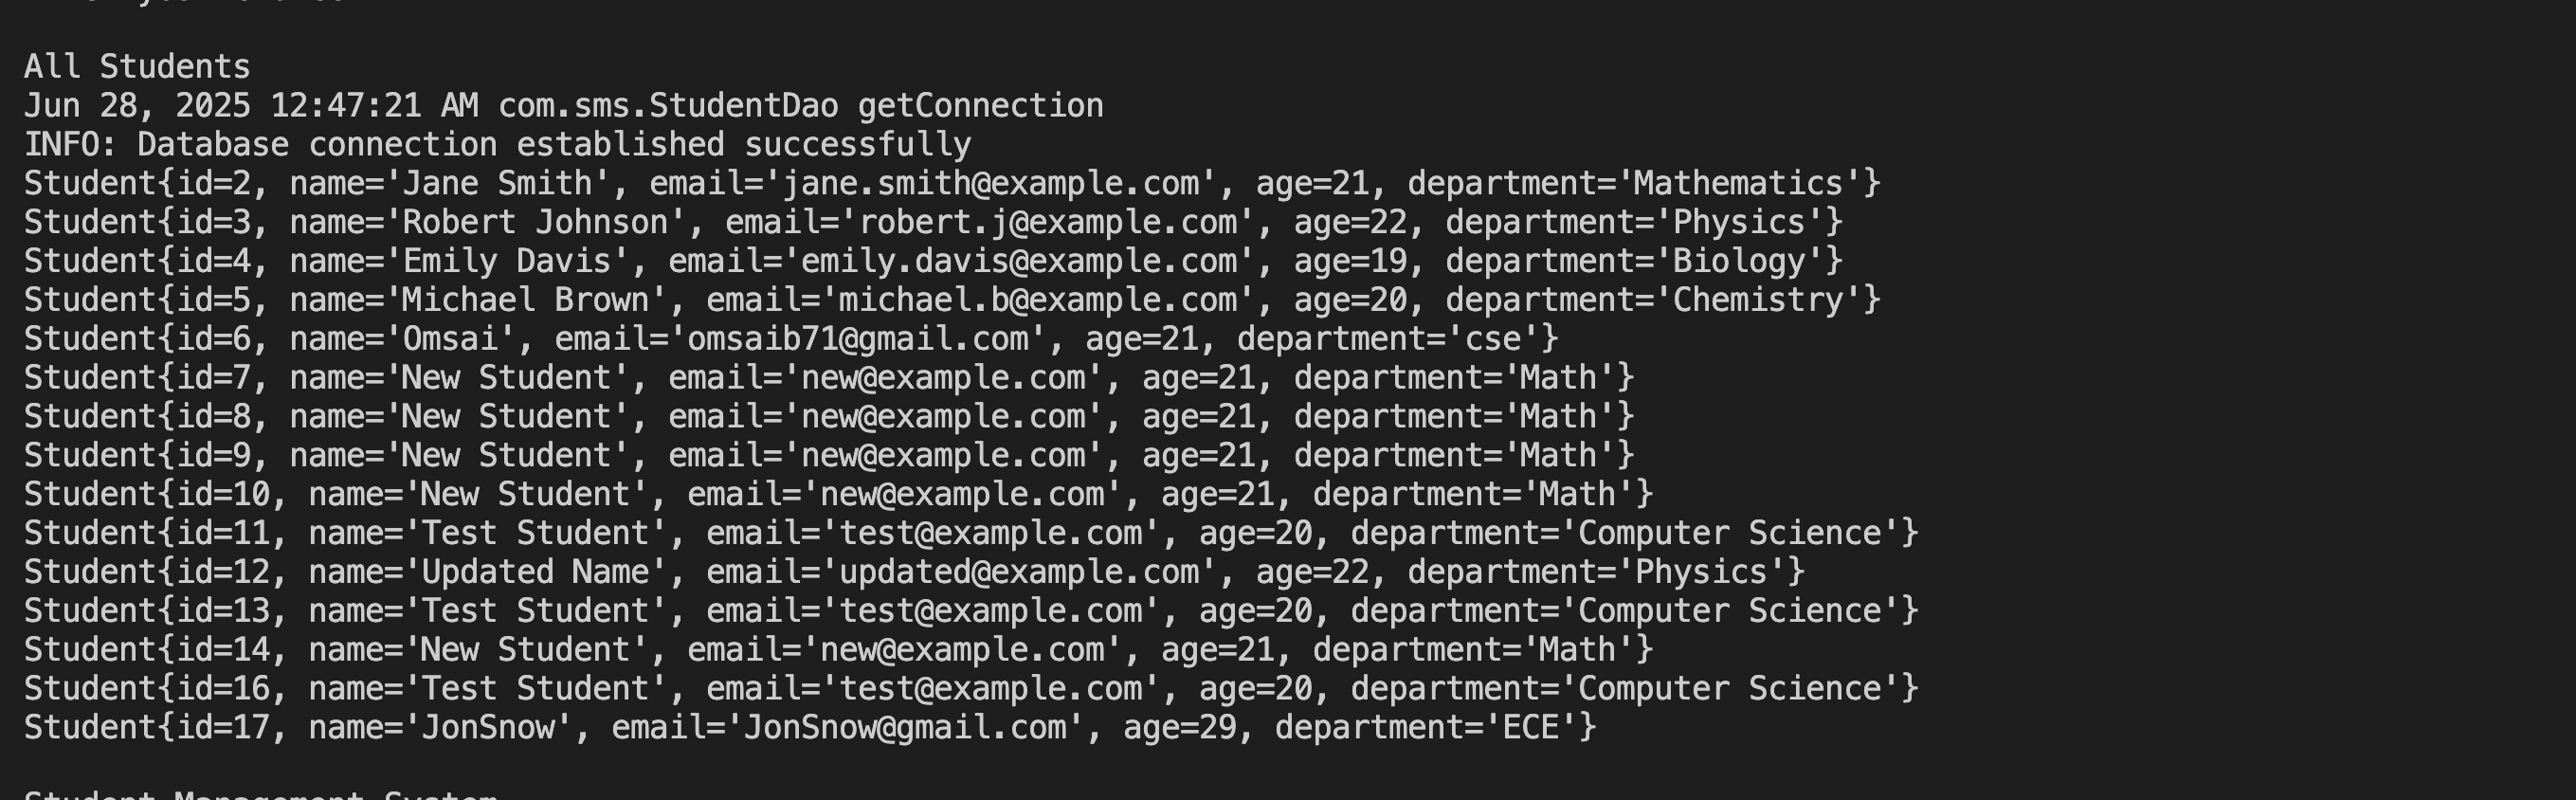 All Students
Jun 28, 2025 12:47:21 AM com.sms.StudentDao getConnection
INFO: Database connection established successfully
Student{id=2, name='Jane Smith', email='jane.smith@example.com', age=21, department='Mathematics'}
Student{id=3, name='Robert Johnson', email='robert.j@example.com', age=22, department='Physics'}
Student{id=4, name='Emily Davis', email='emily.davis@example.com', age=19, department='Biology'}
Student{id=5, name='Michael Brown', email='michael.b@example.com', age=20, department='Chemistry'}
Student{id=6, name='Omsai', email='omsaib71@gmail.com', age=21, department='cse'}
Student{id=7, name='New Student', email='new@example.com', age=21, department='Math'}
Student{id=8, name='New Student', email='new@example.com', age=21, department='Math'}
Student{id=9, name='New Student', email='new@example.com', age=21, department='Math'}
Student{id=10, name='New Student', email='new@example.com', age=21, department='Math'}
Student{id=11, name='Test Student', email='test@example.com', age=20, department='Computer Science'}
Student{id=12, name='Updated Name', email='updated@example.com', age=22, department='Physics'}
Student{id=13, name='Test Student', email='test@example.com', age=20, department='Computer Science'}
Student{id=14, name='New Student', email='new@example.com', age=21, department='Math'}
Student{id=16, name='Test Student', email='test@example.com', age=20, department='Computer Science'}
Student{id=17, name='JonSnow', email='JonSnow@gmail.com', age=29, department='ECE'}
Student Management System